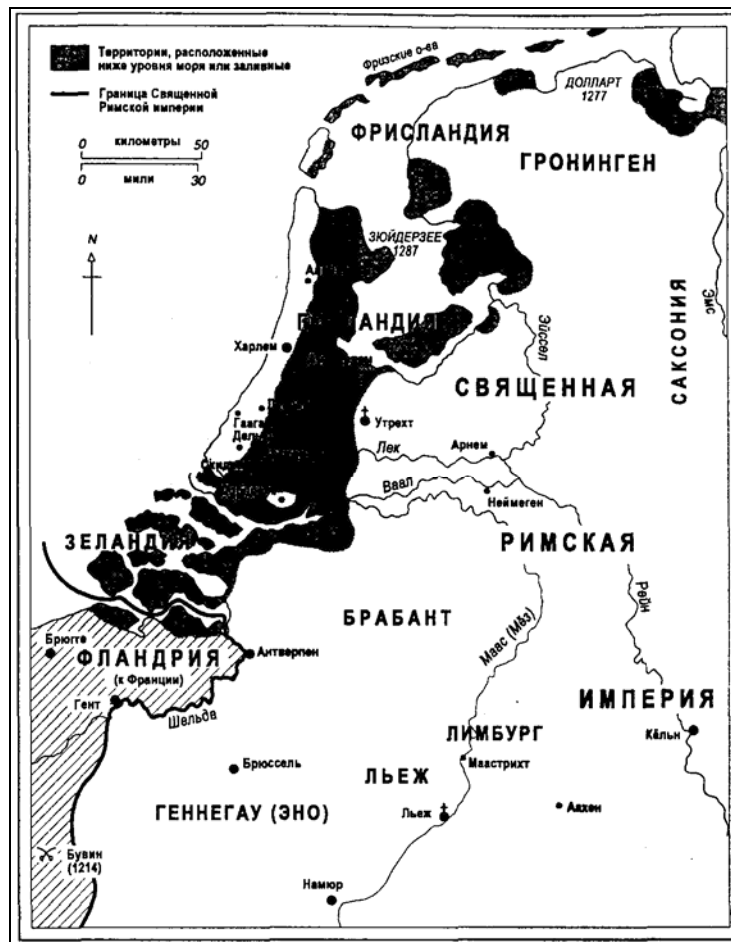 Территории, расположенные
ниже уровня моря или заливные
Граница Священной
Римской империи
0 километры 50
0 мили 30
N
Фризские о-ва
ДОЛЛАРТ
1277
ФРИСЛАНДИЯ
ГРОНИНГЕН
ЗЮЙДЕРЗЕЕ
1287
Эмс
САКСОНИЯ
Эйссел
Харлем
СВЯЩЕННАЯ
Гаага
Утрехт
Лек
Арнем
Ваал
Неймеген
ЗЕЛАНДИЯ
РИМСКАЯ
Рейн
БРАБАНТ
Маас (Мёз)
Брюгге
ФЛАНДРИЯ
(к Франции)
Антверпен
Гент
Шельда
ИМПЕРИЯ
Кёльн
ЛИМБУРГ
Маастрихт
Брюссель
ЛЬЕЖ
Льеж
Аахен
ГЕННЕГАУ (ЭНО)
Бувин
(1214)
Намюр